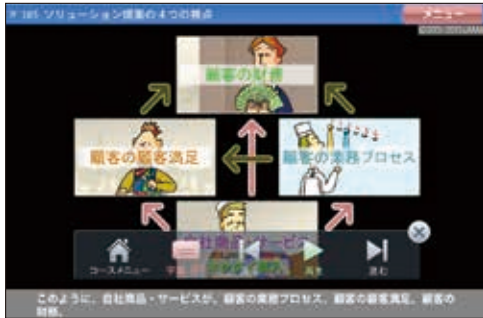 ソリューション提案の4つの視点
メニュー
顧客の財務
顧客の顧客満足
顧客の業務プロセス
自社商品・サービス
コースメニュー
字幕
再生
進む
このように、自社商品・サービスが、顧客の業務プロセス、顧客の顧客満足、顧客の
財務、